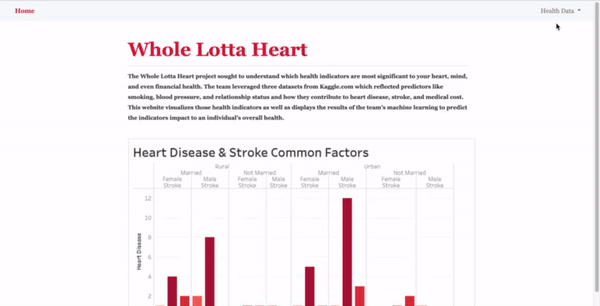 Home
Health Data
Whole Lotta Heart
The Whole Lotta Heart project sought to understand which health indicators are most significant to your heart, mind,
and even financial health. The team leveraged three datasets from Kaggle.com which reflected predictors like
smoking, blood pressure, and relationship status and how they contribute to heart disease, stroke, and medical cost.
This website visualizes those health indicators as well as displays the results of the team's machine learning to predict
the indicators impact to an individual's overall health.
Heart Disease & Stroke Common Factors
Rural Urban
Married Not Married Married Not Married
Female Stroke Male Stroke Female Stroke Male Stroke Female Stroke Male Stroke Female Stroke Male Stroke
12
10
8
6
4
2
Heart Disease